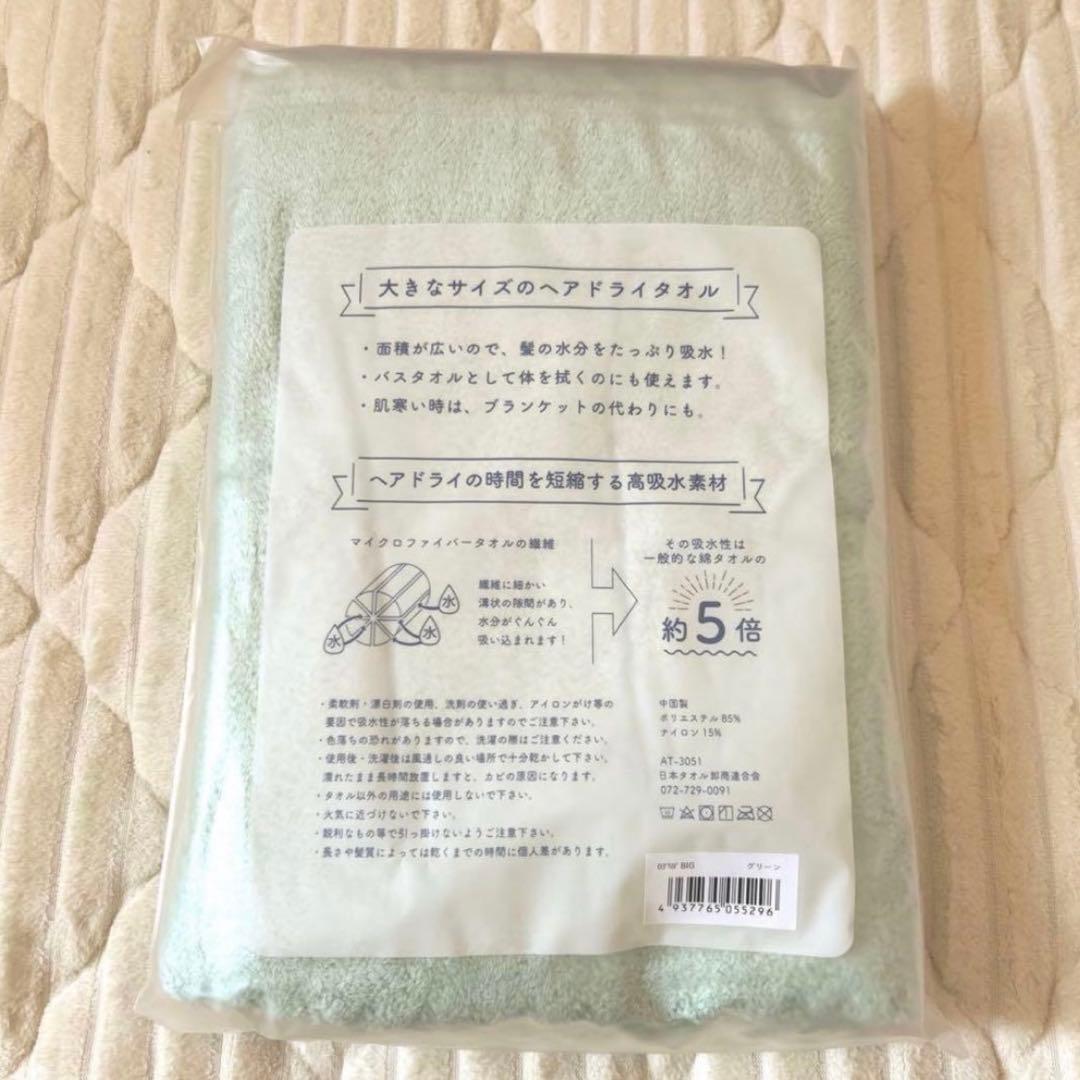 大きなサイズのヘアドライタオル
・面積が広いので、髪の水分をたっぷり吸水！
・バスタオルとして体を拭くのにも使えます。
・肌寒い時は、ブランケットの代わりにも。
ヘアドライの時間を短縮する高吸水素材
マイクロファイバータオルの繊維
水
水
水
繊維に細かい
溝状の隙間があり、
水分がぐんぐん
吸い込まれます！
その吸水性は
一般的な綿タオルの
約5倍
・柔軟剤・漂白剤の使用、洗剤の使い過ぎ、アイロンがけ等の
要因で吸水性が落ちる場合がありますのでご注意下さい。
・色落ちの恐れがありますので、洗濯の際はご注意ください。
・使用後・洗濯後は風通しの良い場所で十分乾かして下さい。
濡れたまま長時間放置しますと、カビの原因になります。
・タオル以外の用途には使用しないで下さい。
・火気に近づけないで下さい。
・鋭利なもの等で引っ掛けないようご注意下さい。
・長さや髪質によっては乾くまでの時間に個人差があります。
中国製
ポリエステル 85%
ナイロン 15%
AT-3051
日本タオル卸商連合会
072-729-0091
BIG グリーン
4 937765 055296